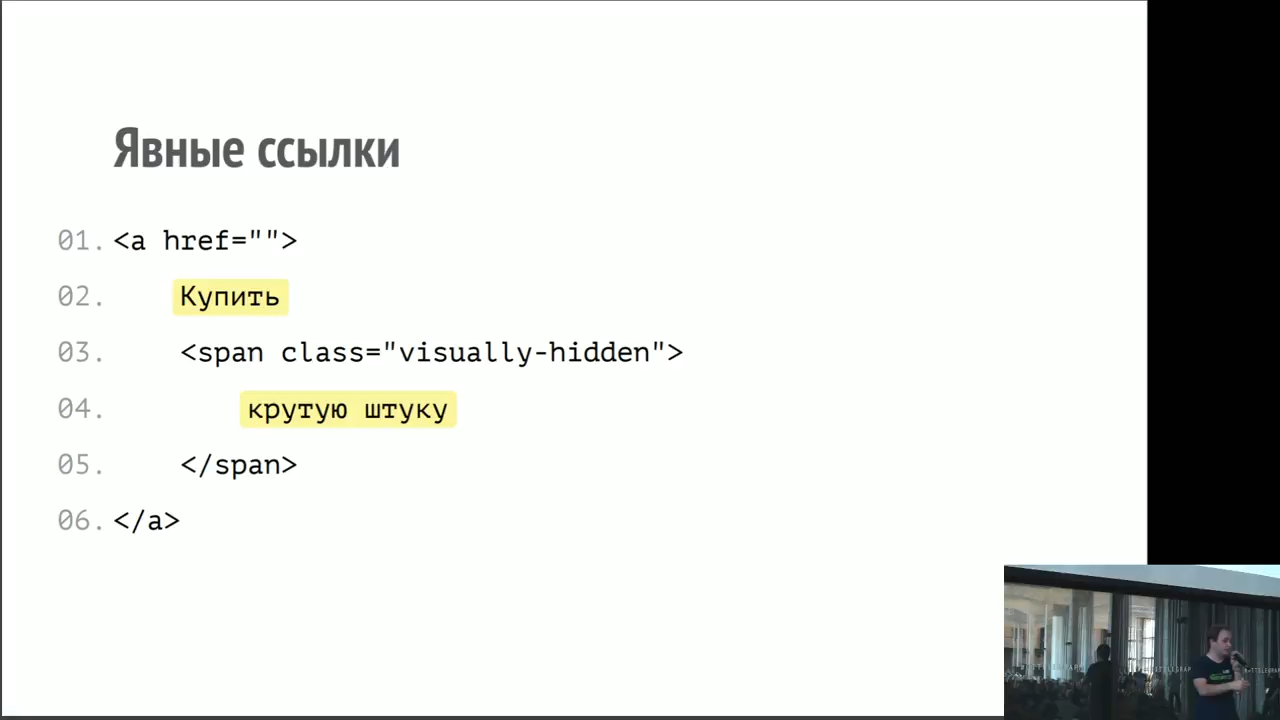 Явные ссылки
01. <a href="">
02. Купить
03. <span class="visually-hidden">
04. крутую штуку
05. </span>
06. </a>